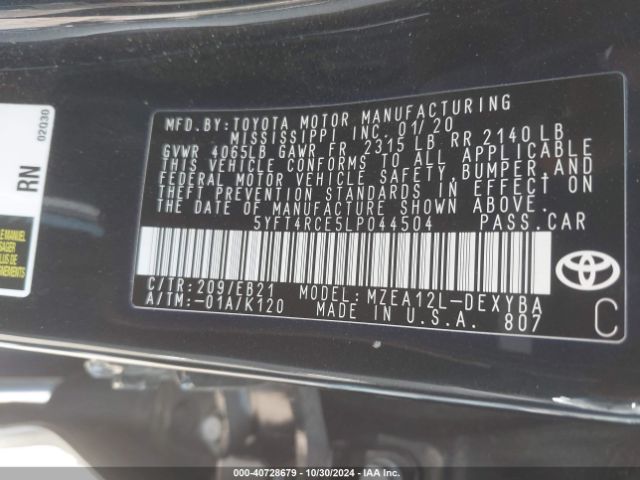 MFD.BY:TOYOTA MOTOR MANUFACTURING
MISSISSIPPI INC. 01/20
GVWR 4065LB GAWR FR 2315 LB RR 2140 LB
THIS VEHICLE CONFORMS TO ALL APPLICABLE
FEDERAL MOTOR VEHICLE SAFETY,BUMPER,AND
THEFT PREVENTION STANDARDS IN EFFECT ON
THE DATE OF MANUFACTURE SHOWN ABOVE.
5YFT4RCE5LP044504 PASS.CAR
C/TR:209/EB21 MODEL:MZEA12L-DEXYBA
A/TM:-01A/K120 MADE IN U.S.A. 807
C
02030
RN
000-40728679 | 10/30/2024 | IAA Inc.